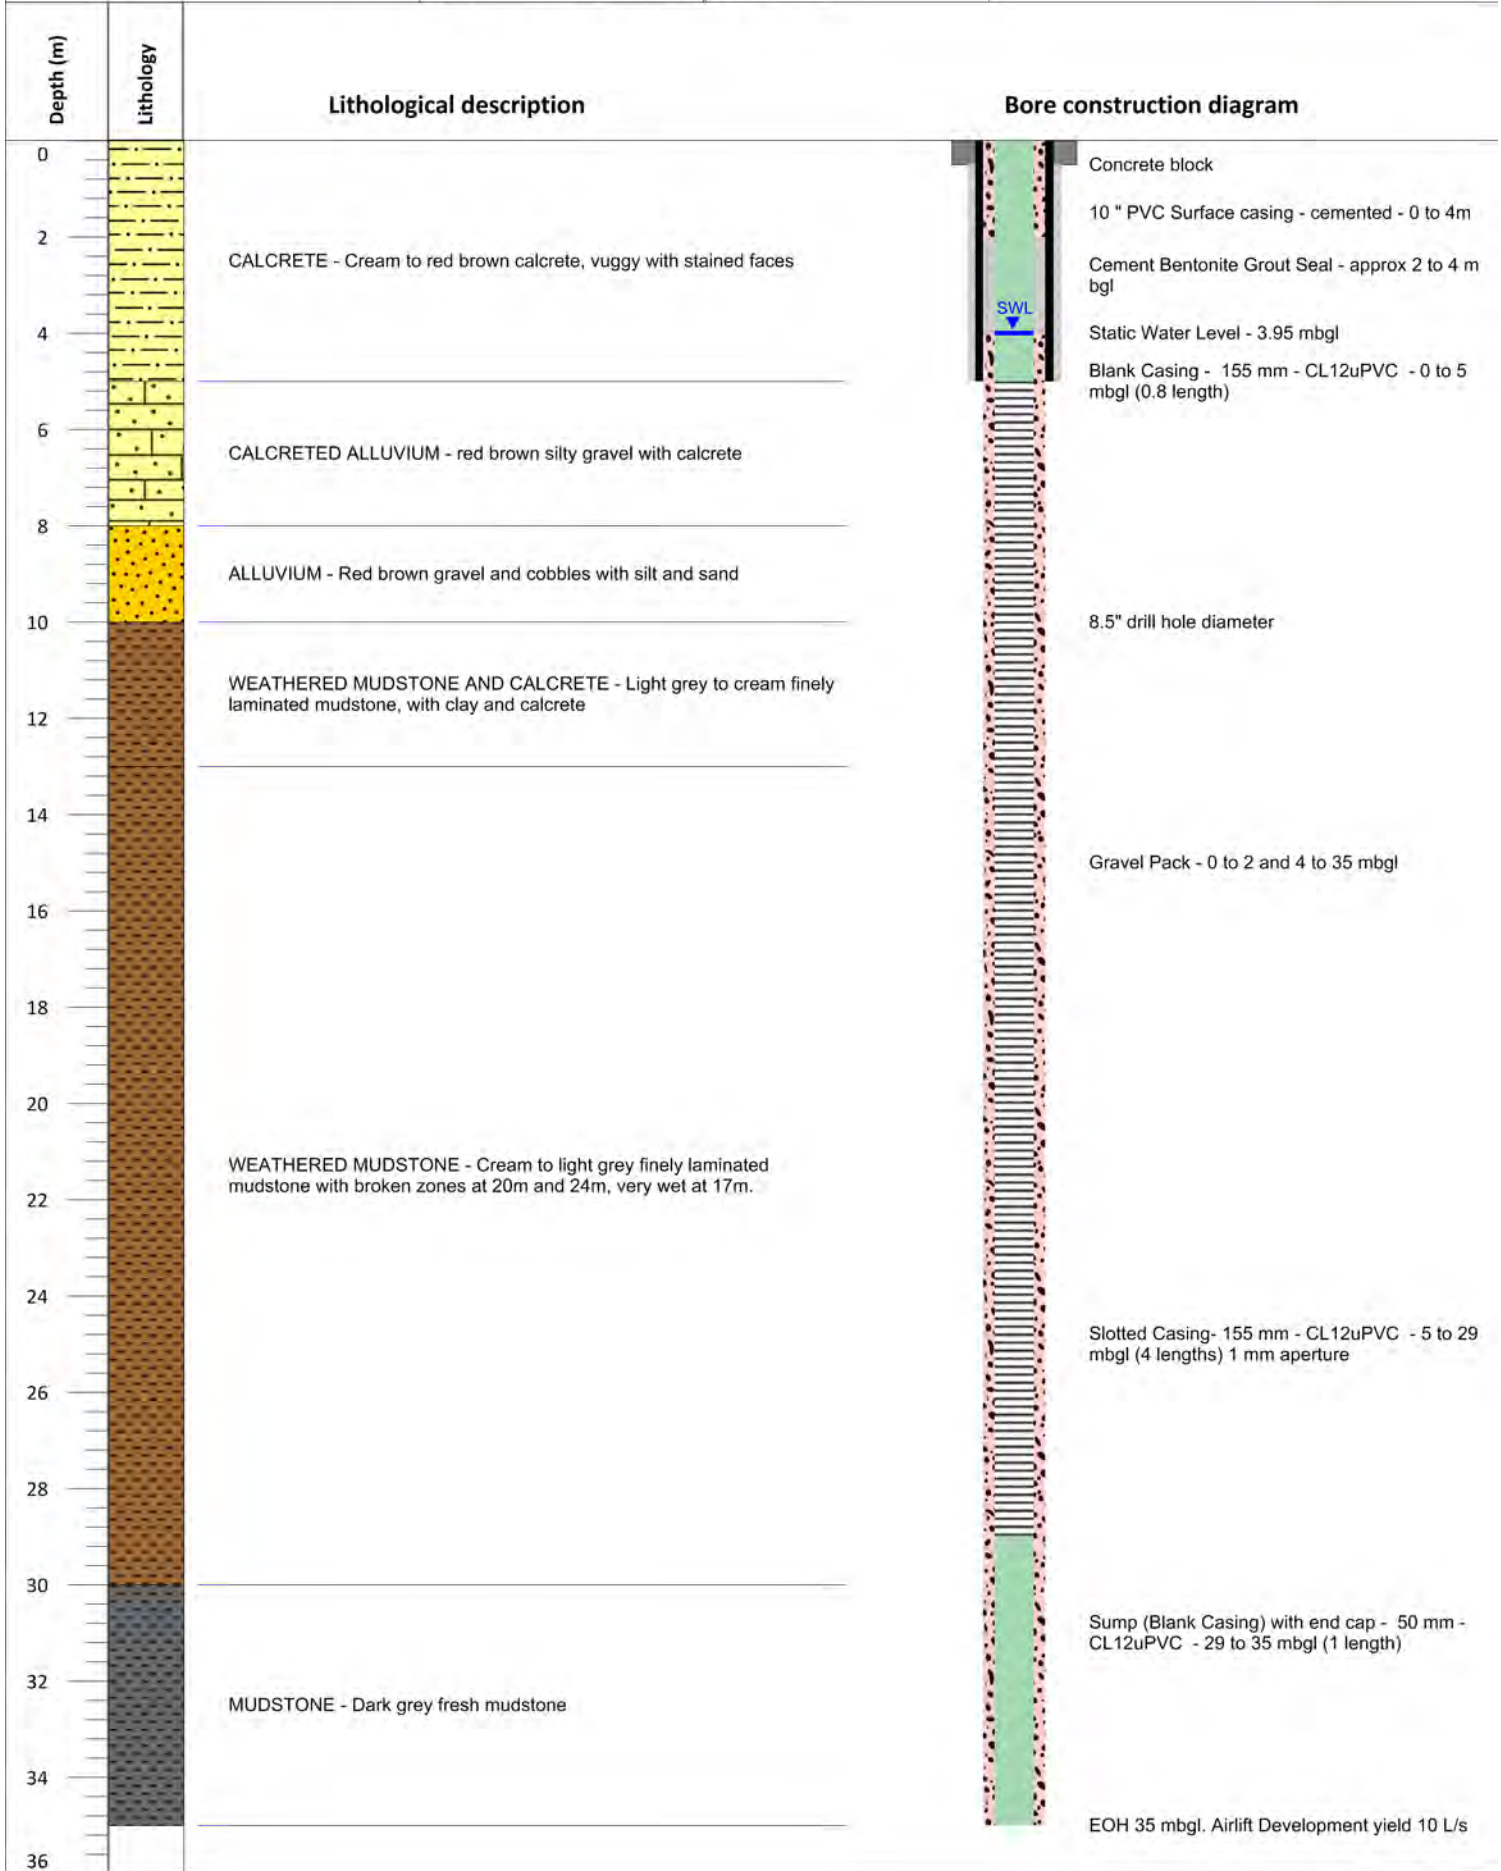 Depth (m)
Lithology
Lithological description
Bore construction diagram
0
2
4
6
8
10
12
14
16
18
20
22
24
26
28
30
32
34
36
CALCRETE - Cream to red brown calcrete, vuggy with stained faces
CALCRETED ALLUVIUM - red brown silty gravel with calcrete
ALLUVIUM - Red brown gravel and cobbles with silt and sand
WEATHERED MUDSTONE AND CALCRETE - Light grey to cream finely
laminated mudstone, with clay and calcrete
WEATHERED MUDSTONE - Cream to light grey finely laminated
mudstone with broken zones at 20m and 24m, very wet at 17m.
MUDSTONE - Dark grey fresh mudstone
SWL
Concrete block
10 " PVC Surface casing - cemented - 0 to 4m
Cement Bentonite Grout Seal - approx 2 to 4 m
bgl
Static Water Level - 3.95 mbgl
Blank Casing - 155 mm - CL12uPVC - 0 to 5
mbgl (0.8 length)
8.5" drill hole diameter
Gravel Pack - 0 to 2 and 4 to 35 mbgl
Slotted Casing- 155 mm - CL12uPVC - 5 to 29
mbgl (4 lengths) 1 mm aperture
Sump (Blank Casing) with end cap - 50 mm -
CL12uPVC - 29 to 35 mbgl (1 length)
EOH 35 mbgl. Airlift Development yield 10 L/s